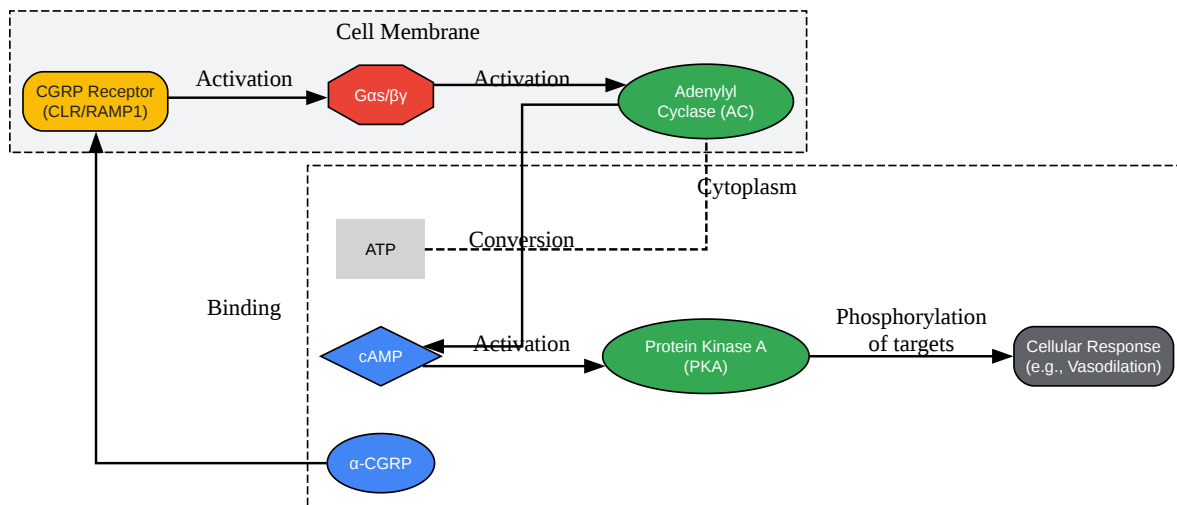 Cell Membrane
CGRP Receptor
(CLR/RAMP1)
Activation
Gαs/βγ
Activation
Adenylyl
Cyclase (AC)
Cytoplasm
ATP
Conversion
Binding
cAMP
Activation
Protein Kinase A
(PKA)
Phosphorylation
of targets
Cellular Response
(e.g., Vasodilation)
α-CGRP